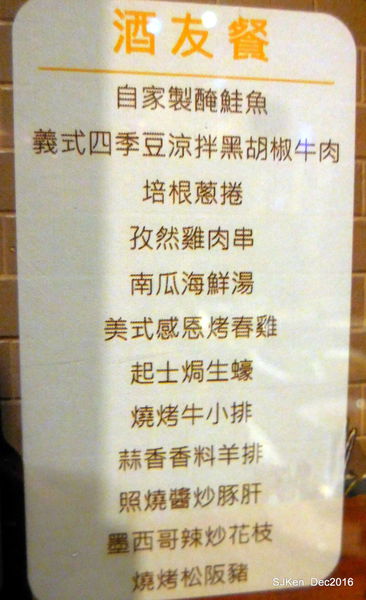 酒友餐
自家製醃鮭魚
義式四季豆涼拌黑胡椒牛肉
培根蔥捲
孜然雞肉串
南瓜海鮮湯
美式感恩烤春雞
起士焗生蠔
燒烤牛小排
蒜香香料羊排
照燒醬炒豚肝
墨西哥辣炒花枝
燒烤松阪豬
SJKen Dec2016